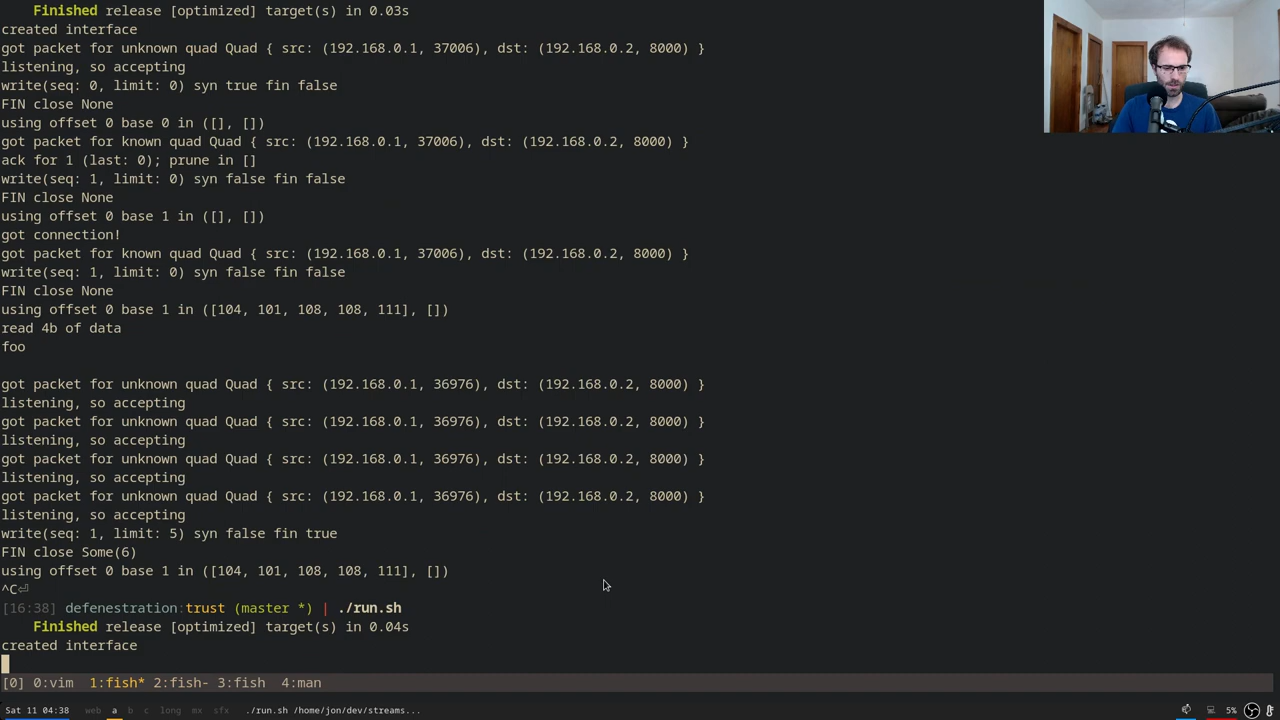 Finished release [optimized] target(s) in 0.03s
created interface
got packet for unknown quad Quad { src: (192.168.0.1, 37006), dst: (192.168.0.2, 8000) }
listening, so accepting
write(seq: 0, limit: 0) syn true fin false
FIN close None
using offset 0 base 0 in ([], [])
got packet for known quad Quad { src: (192.168.0.1, 37006), dst: (192.168.0.2, 8000) }
ack for 1 (last: 0); prune in []
write(seq: 1, limit: 0) syn false fin false
FIN close None
using offset 0 base 1 in ([], [])
got connection!
got packet for known quad Quad { src: (192.168.0.1, 37006), dst: (192.168.0.2, 8000) }
write(seq: 1, limit: 0) syn false fin false
FIN close None
using offset 0 base 1 in ([104, 101, 108, 108, 111], [])
read 4b of data
foo
got packet for unknown quad Quad { src: (192.168.0.1, 36976), dst: (192.168.0.2, 8000) }
listening, so accepting
got packet for unknown quad Quad { src: (192.168.0.1, 36976), dst: (192.168.0.2, 8000) }
listening, so accepting
got packet for unknown quad Quad { src: (192.168.0.1, 36976), dst: (192.168.0.2, 8000) }
listening, so accepting
got packet for unknown quad Quad { src: (192.168.0.1, 36976), dst: (192.168.0.2, 8000) }
listening, so accepting
write(seq: 1, limit: 5) syn false fin true
FIN close Some(6)
using offset 0 base 1 in ([104, 101, 108, 108, 111], [])
^C⏎
[16:38] defenestration:trust (master *) | ./run.sh
Finished release [optimized] target(s) in 0.04s
created interface
[0] 0:vim 1:fish* 2:fish- 3:fish 4:man
Sat 11 04:38 web a b c long mx sfx ./run.sh /home/jon/dev/streams... 5%